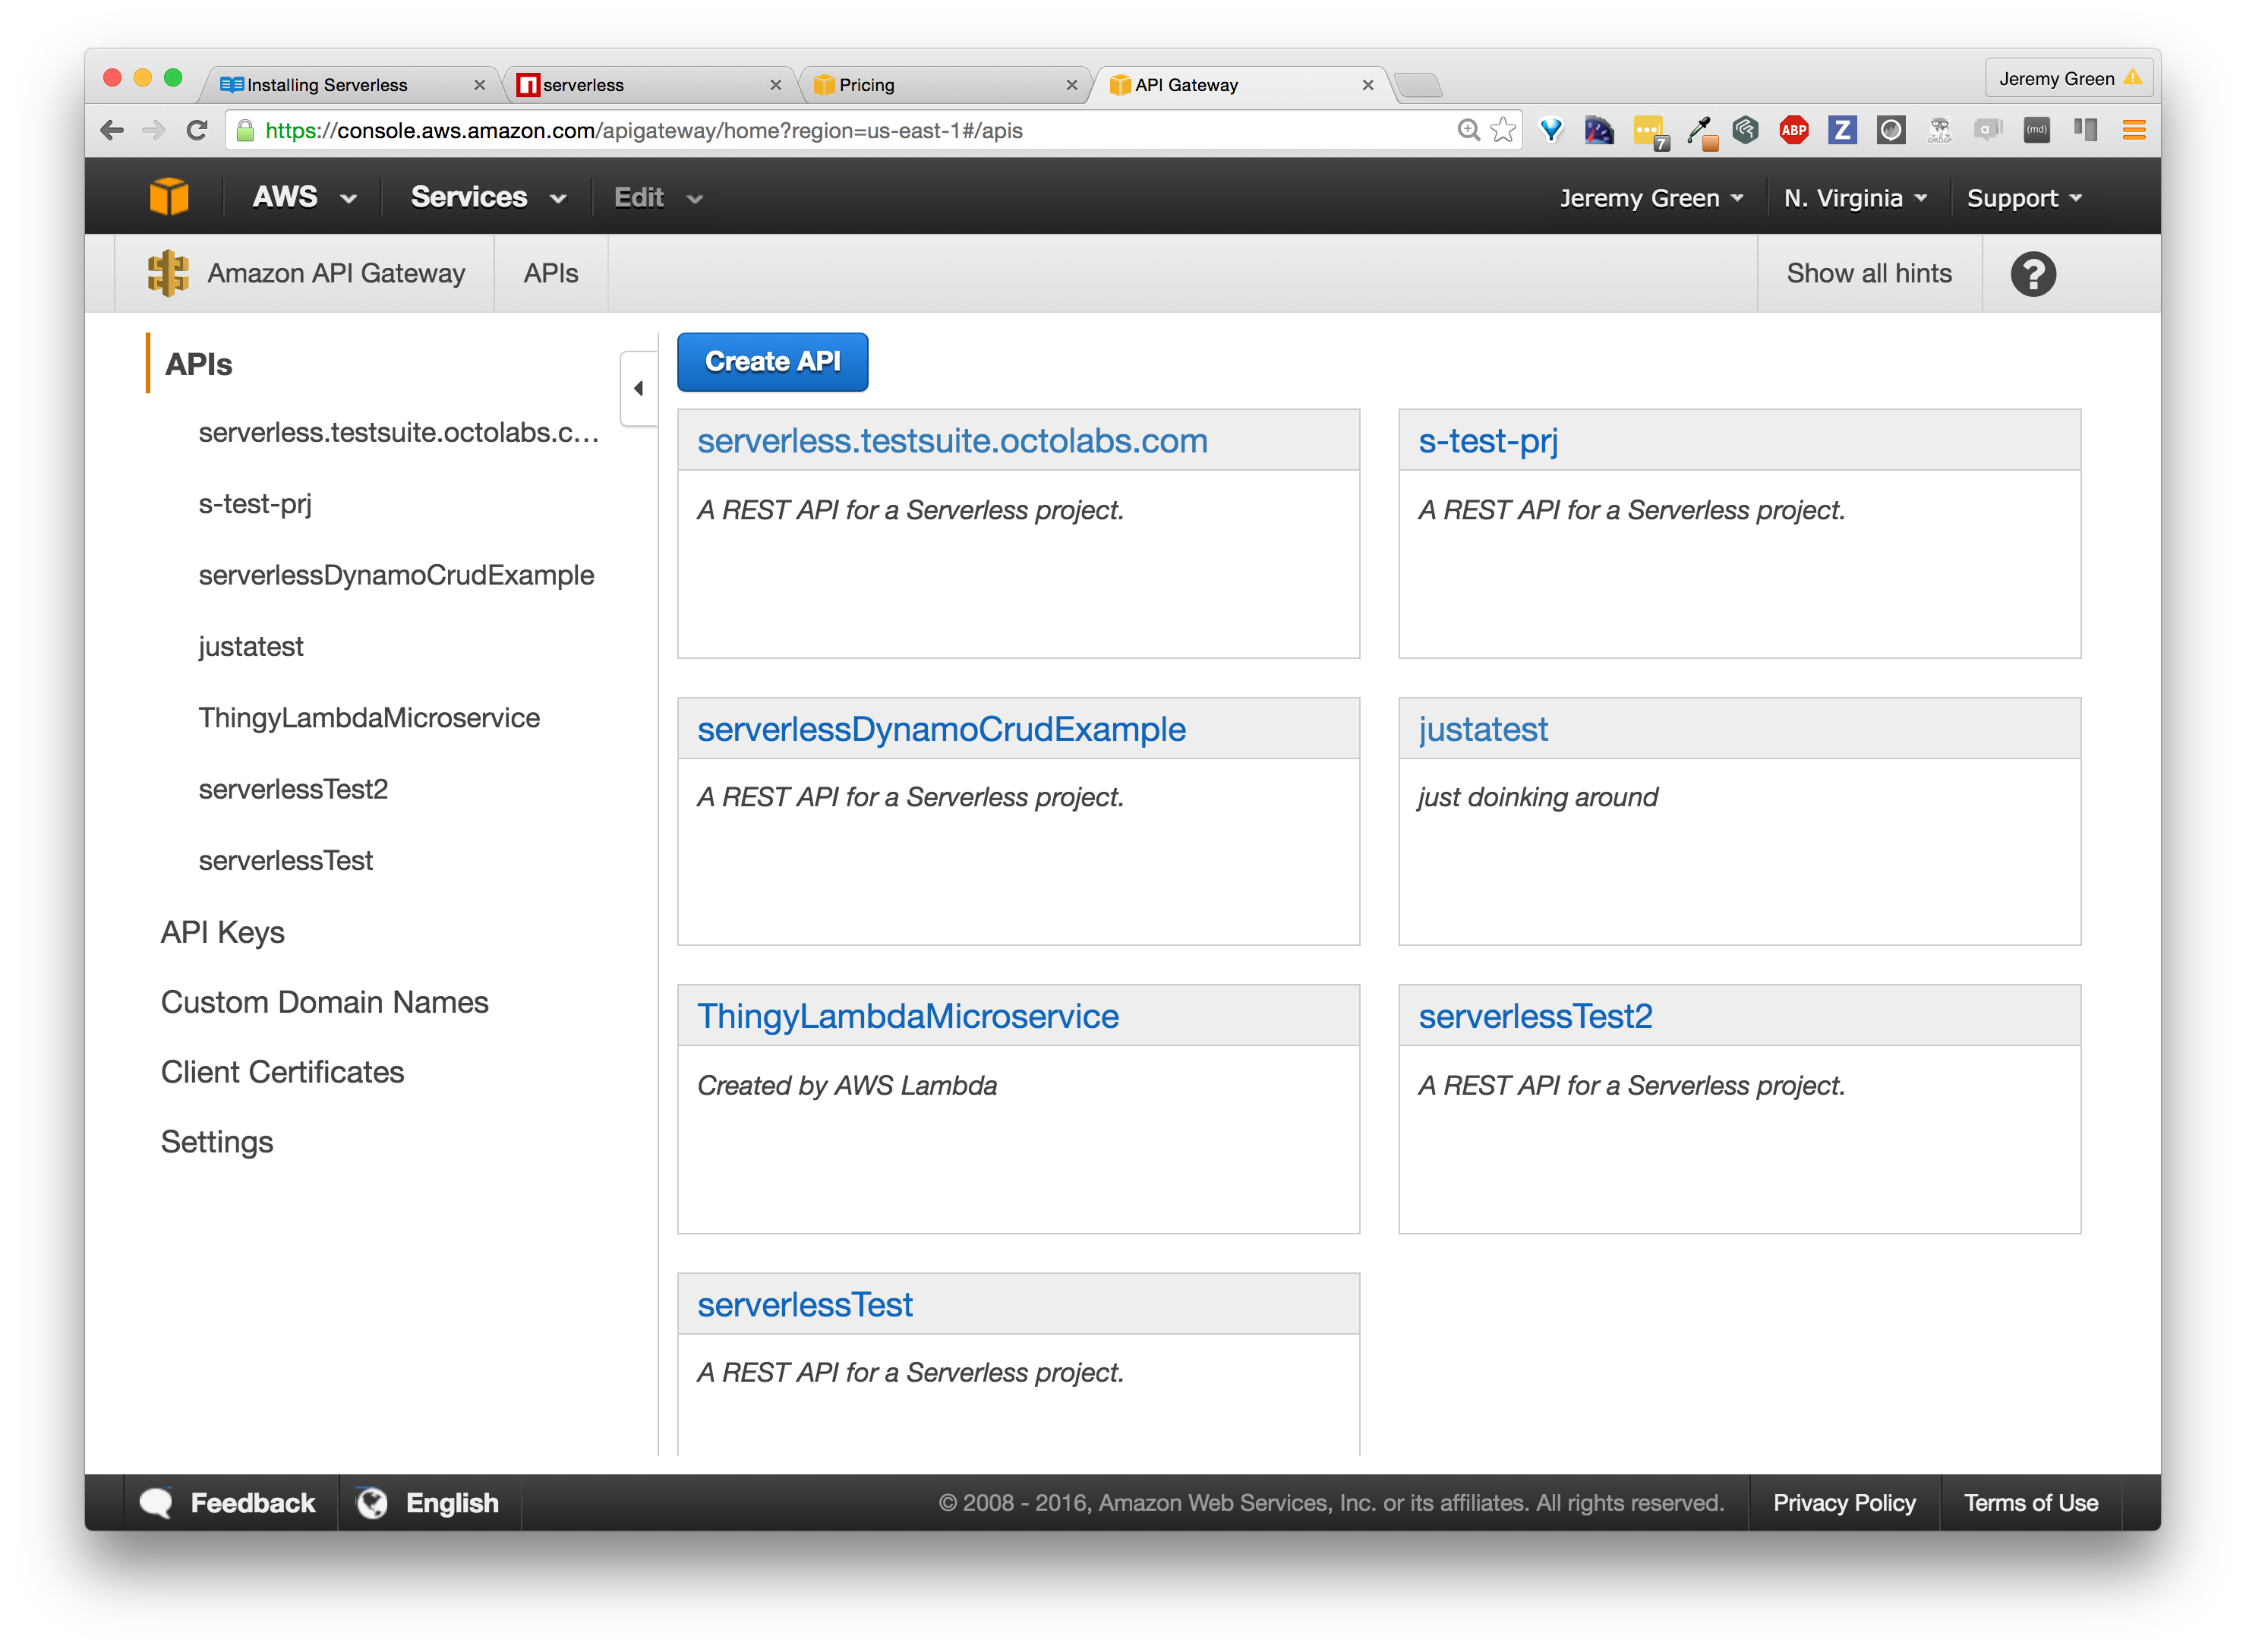 Installing Serverless
serverless
Pricing
API Gateway
Jeremy Green
https://console.aws.amazon.com/apigateway/home?region=us-east-1#/apis
7
ABP
Z
ember
a
(md)
AWS
Services
Edit
Jeremy Green
N. Virginia
Support
Amazon API Gateway
APIs
Show all hints
?
APIs
serverless.testsuite.octolabs.c...
s-test-prj
serverlessDynamoCrudExample
justatest
ThingyLambdaMicroservice
serverlessTest2
serverlessTest
API Keys
Custom Domain Names
Client Certificates
Settings
Create API
serverless.testsuite.octolabs.com
A REST API for a Serverless project.
s-test-prj
A REST API for a Serverless project.
serverlessDynamoCrudExample
A REST API for a Serverless project.
justatest
just doinking around
ThingyLambdaMicroservice
Created by AWS Lambda
serverlessTest2
A REST API for a Serverless project.
serverlessTest
A REST API for a Serverless project.
Feedback
English
© 2008 - 2016, Amazon Web Services, Inc. or its affiliates. All rights reserved.
Privacy Policy
Terms of Use